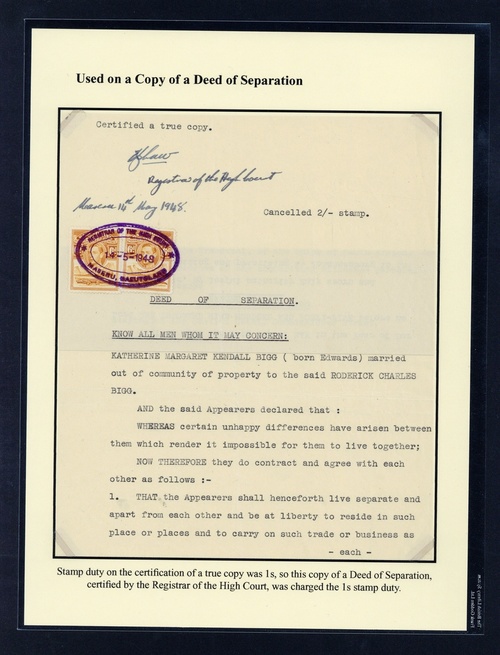 Used on a Copy of a Deed of Separation
Certified a true copy.
Registrar of the High Court
Maseru 14th May 1948.
Cancelled 2/- stamp.
REGISTRAR OF THE HIGH COURT
14-5-1948
MASERU, BASUTOLAND
DEED OF SEPARATION.
KNOW ALL MEN WHOM IT MAY CONCERN:
KATHERINE MARGARET KENDALL BIGG ( born Edwards) married
out of community of property to the said RODERICK CHARLES
BIGG.
AND the said Appearers declared that :
WHEREAS certain unhappy differences have arisen between
them which render it impossible for them to live together;
NOW THEREFORE they do contract and agree with each
other as follows :-
1. THAT the Appearers shall henceforth live separate and
apart from each other and be at liberty to reside in such
place or places and to carry on such trade or business as
- each -
Stamp duty on the certification of a true copy was 1s, so this copy of a Deed of Separation,
certified by the Registrar of the High Court, was charged the 1s stamp duty.